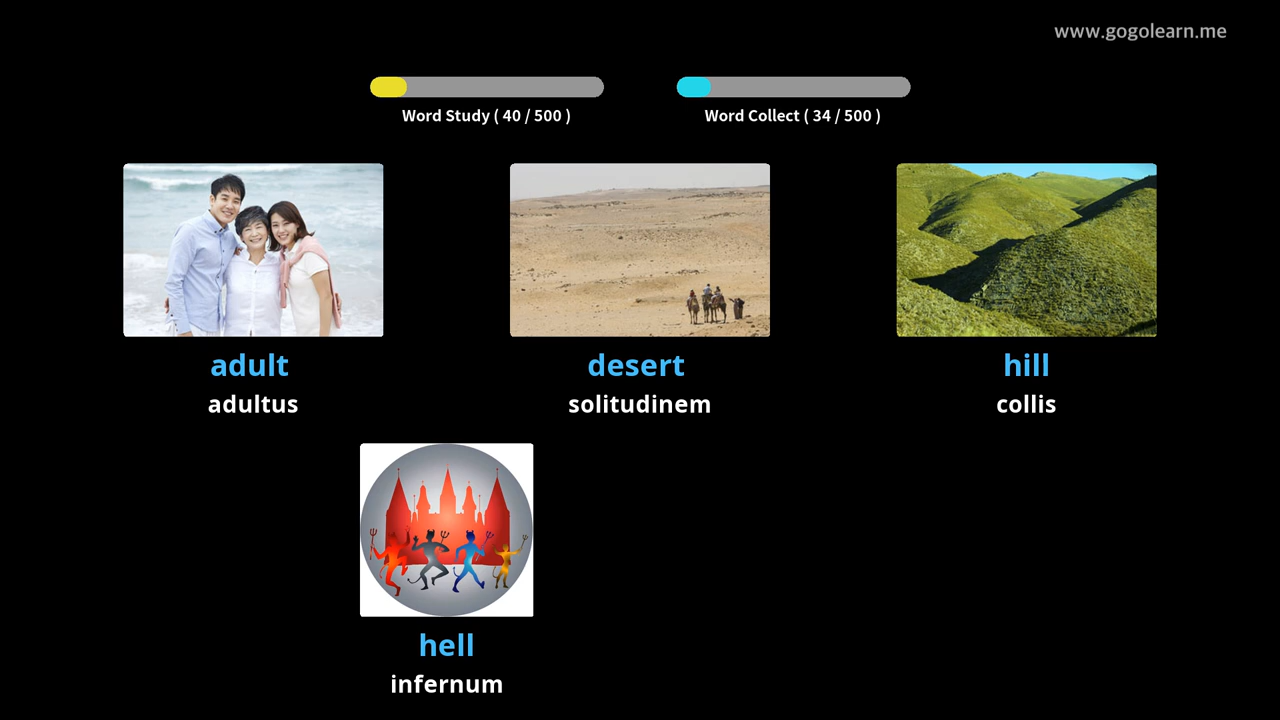 www.gogolearn.me
Word Study ( 40 / 500 )
Word Collect ( 34 / 500 )
adult
adultus
desert
solitudinem
hill
collis
hell
infernum